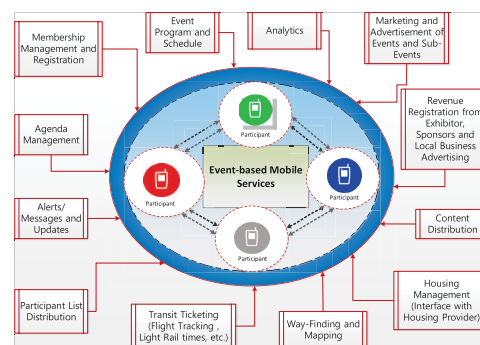 Membership
Management and
Registration
Event
Program and
Schedule
Analytics
Marketing and
Advertisement of
Events and Sub-
Events
Agenda
Management
Revenue
Registration from
Exhibitor,
Sponsors and
Local Business
Advertising
Participant
Participant
Event-based Mobile
Services
Participant
Participant
Alerts/
Messages and
Updates
Content
Distribution
Participant List
Distribution
Transit Ticketing
(Flight Tracking ,
Light Rail times, etc.)
Way-Finding and
Mapping
Housing
Management
(Interface with
Housing Provider)